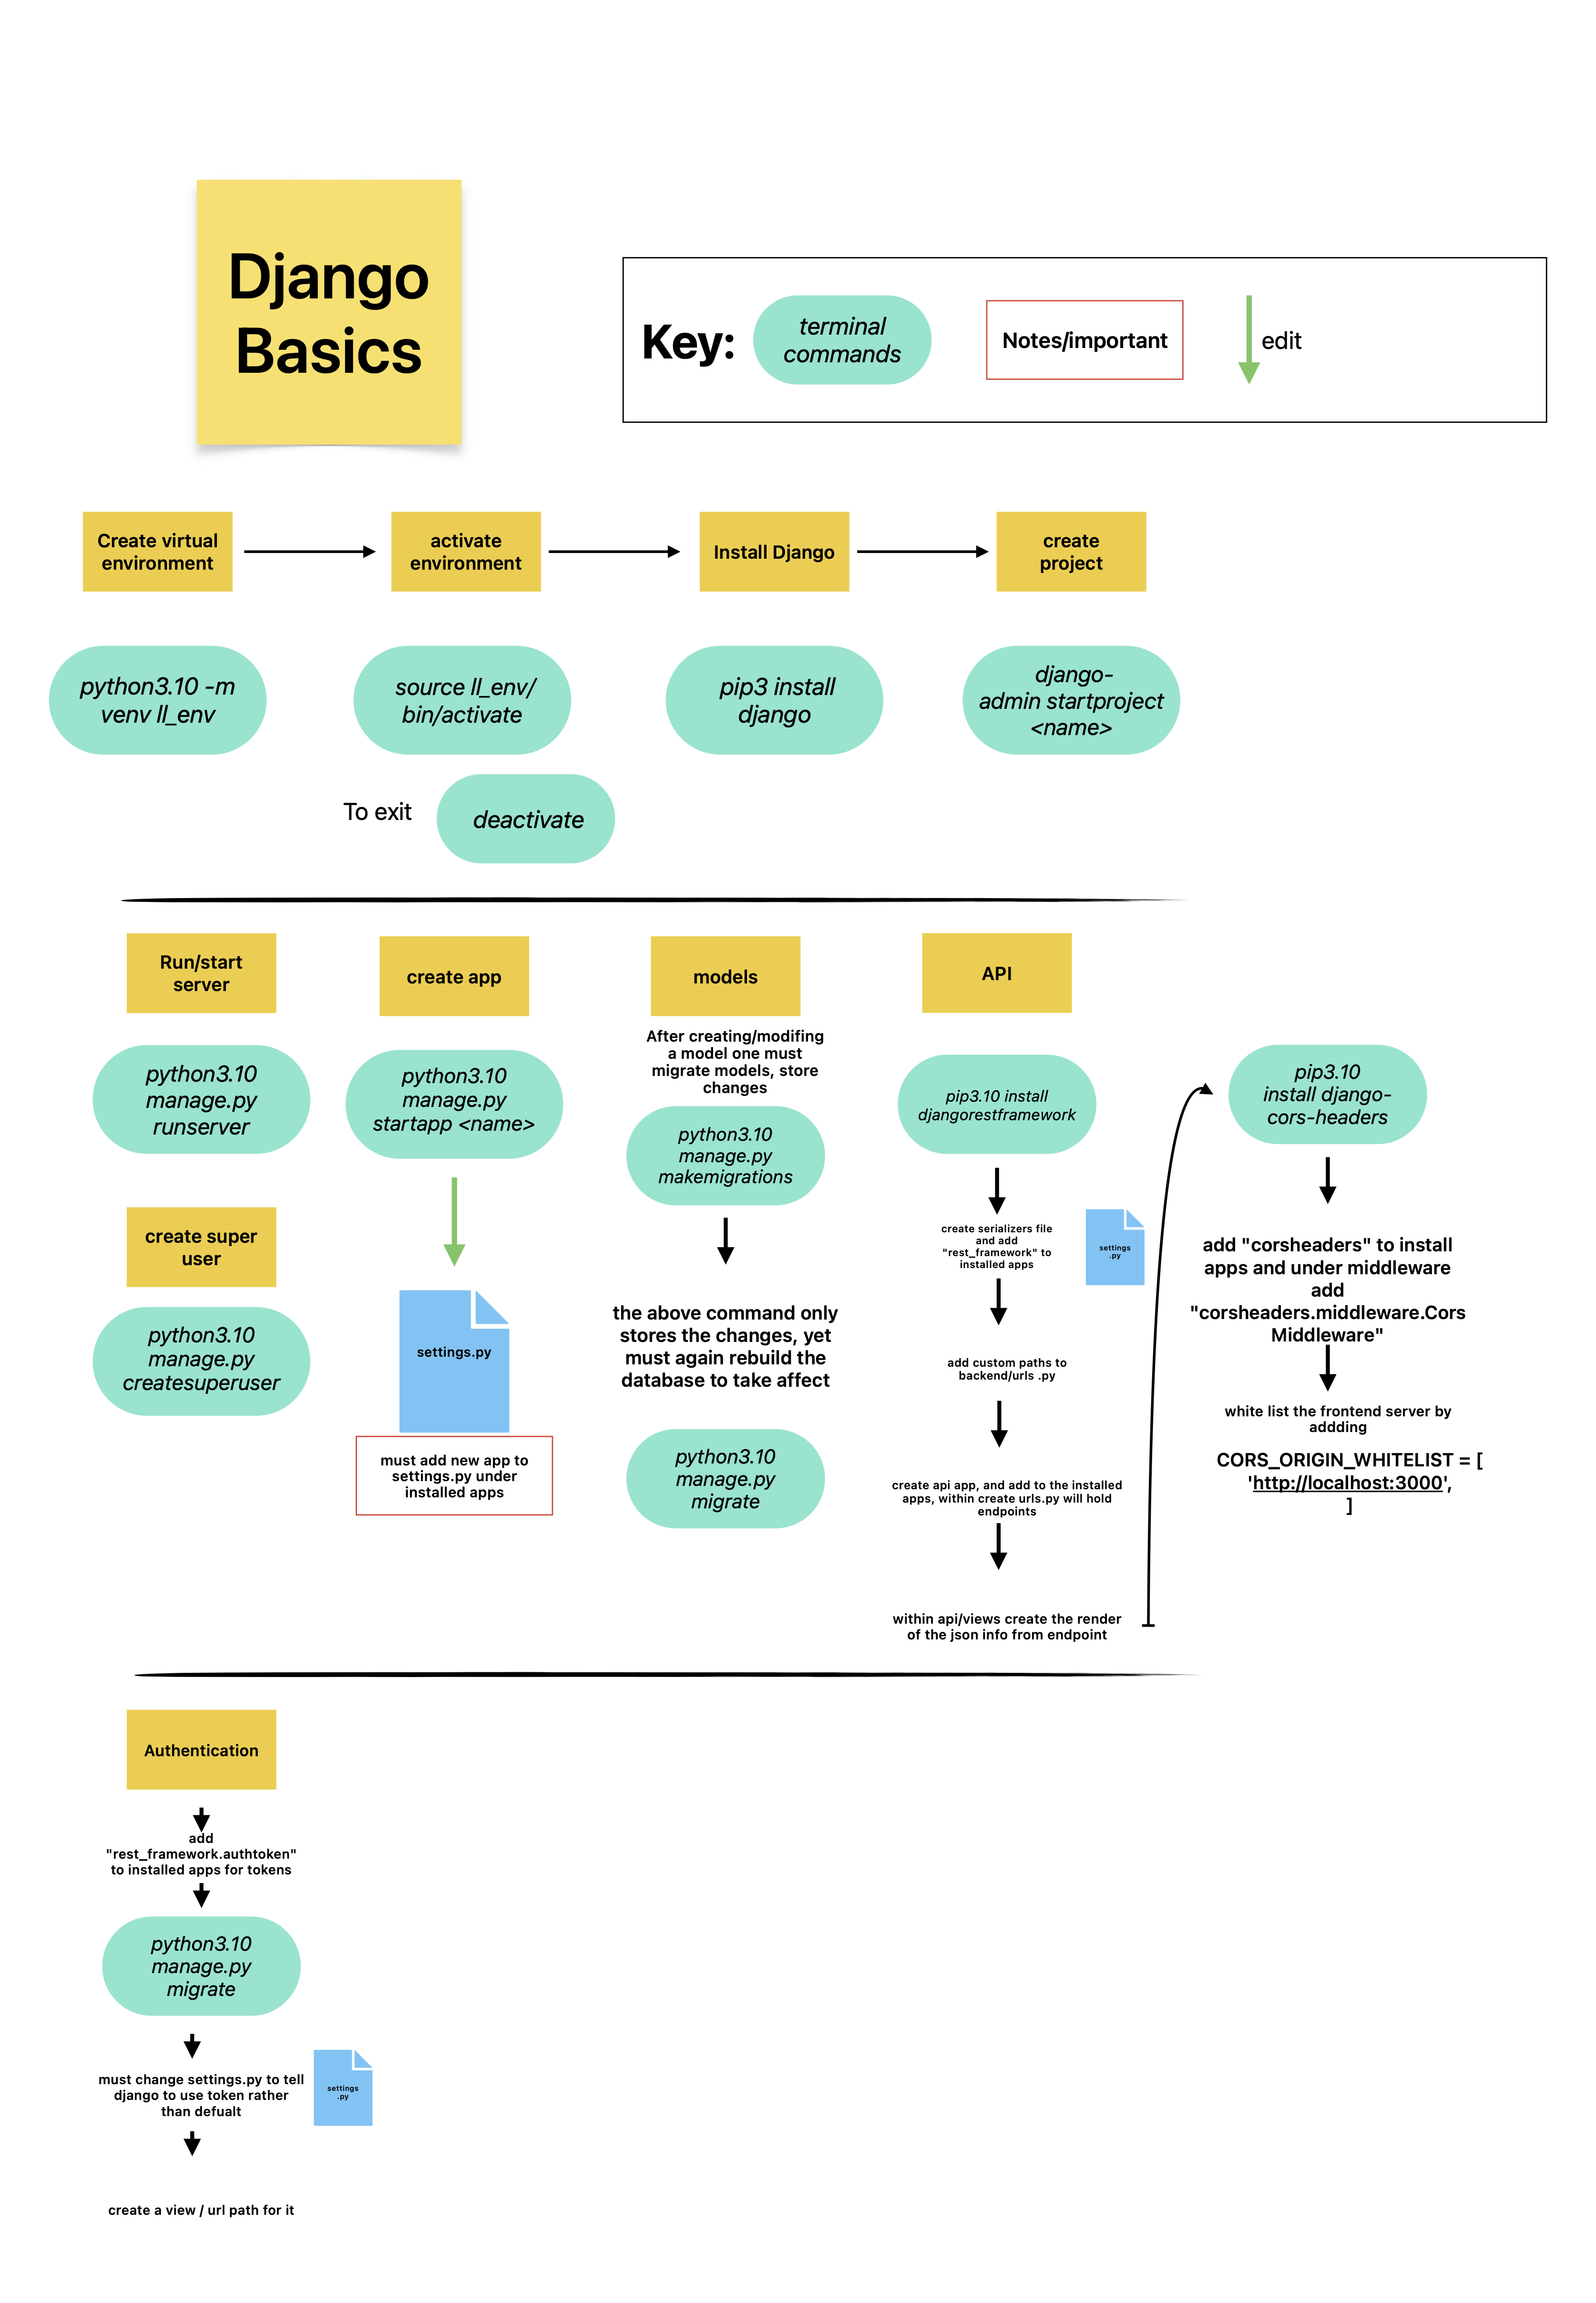 Django
Basics
Key:
terminal
commands
Notes/important
edit
Create virtual
environment
activate
environment
Install Django
create
project
python3.10 -m
venv ll_env
source ll_env/
bin/activate
pip3 install
django
django-
admin startproject
<name>
To exit
deactivate
Run/start
server
python3.10
manage.py
runserver
create super
user
python3.10
manage.py
createsuperuser
create app
python3.10
manage.py
startapp <name>
settings.py
must add new app to
settings.py under
installed apps
models
After creating/modifing
a model one must
migrate models, store
changes
python3.10
manage.py
makemigrations
the above command only
stores the changes, yet
must again rebuild the
database to take affect
python3.10
manage.py
migrate
API
pip3.10 install
djangorestframework
create serializers file
and add
"rest_framework" to
installed apps
settings
.py
add custom paths to
backend/urls .py
create api app, and add to the installed
apps, within create urls.py will hold
endpoints
within api/views create the render
of the json info from endpoint
pip3.10
install django-
cors-headers
add "corsheaders" to install
apps and under middleware
add
"corsheaders.middleware.Cors
Middleware"
white list the frontend server by
addding
CORS_ORIGIN_WHITELIST = [
'http://localhost:3000',
]
Authentication
add
"rest_framework.authtoken"
to installed apps for tokens
python3.10
manage.py
migrate
must change settings.py to tell
django to use token rather
than defualt
settings
.py
create a view / url path for it